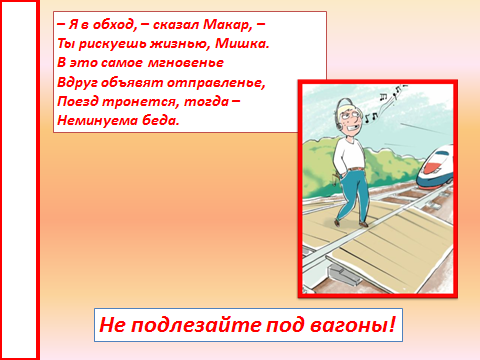 – Я в обход, – сказал Макар, –
Ты рискуешь жизнью, Мишка.
В это самое мгновенье
Вдруг объявят отправленье,
Поезд тронется, тогда –
Неминуема беда.
Не подлезайте под вагоны!